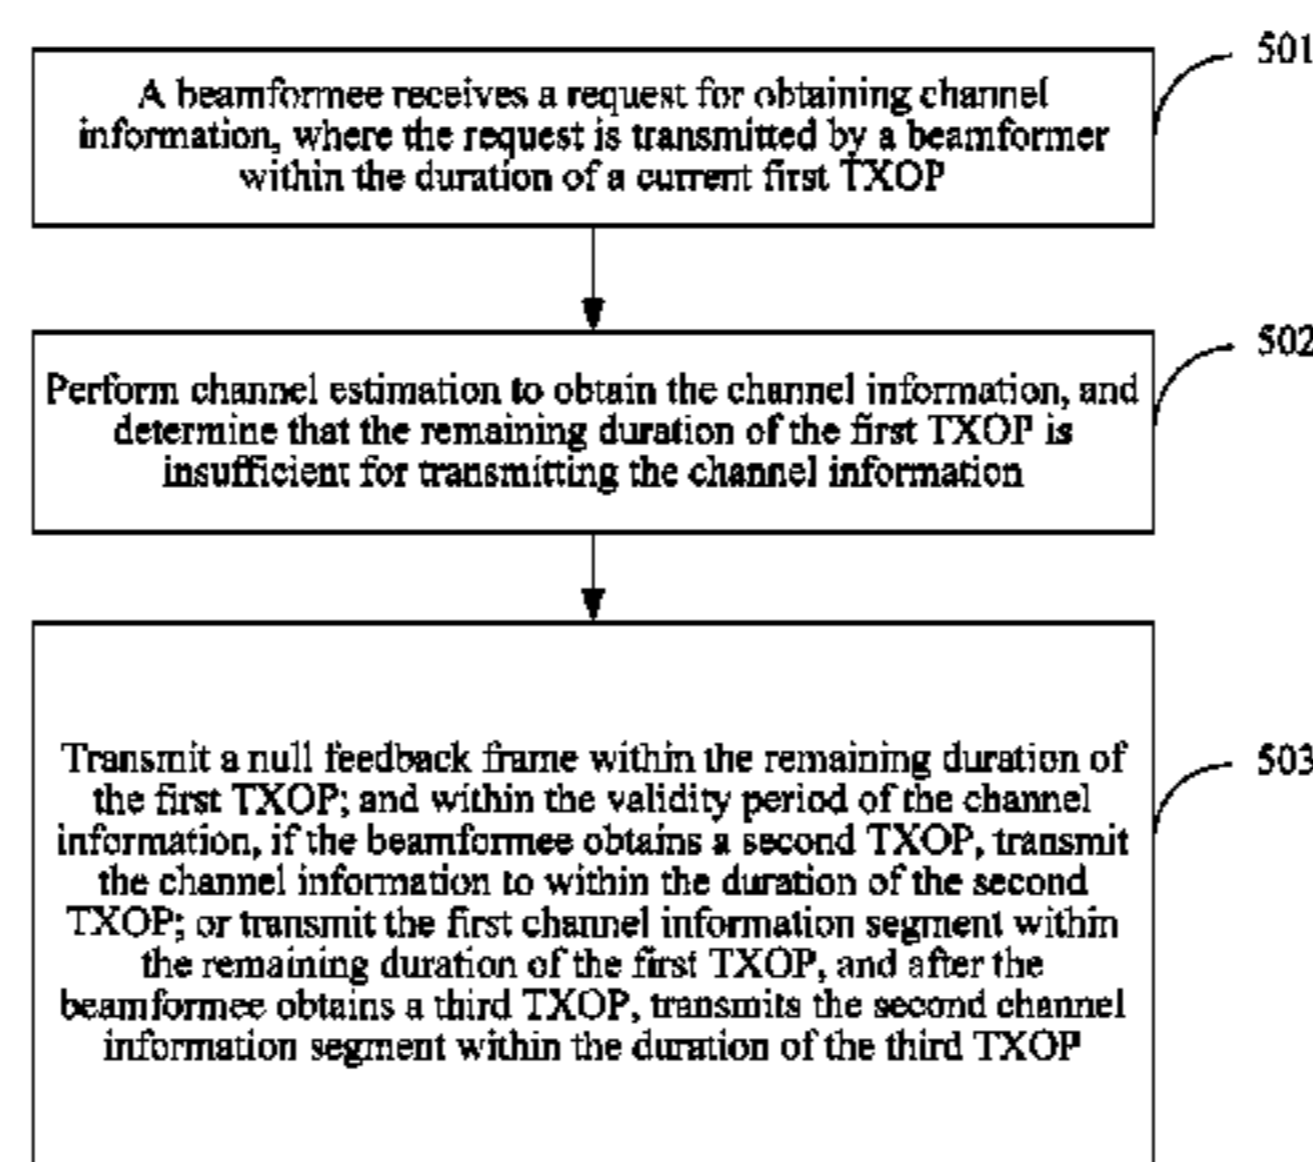 501
A beamformee receives a request for obtaining channel
information, where the request is transmitted by a beamformer
within the duration of a current first TXOP
502
Perform channel estimation to obtain the channel information, and
determine that the remaining duration of the first TXOP is
insufficient for transmitting the channel information
503
Transmit a null feedback frame within the remaining duration of
the first TXOP; and within the validity period of the channel
information, if the beamformee obtains a second TXOP, transmit
the channel information to within the duration of the second
TXOP; or transmit the first channel information segment within
the remaining duration of the first TXOP, and after the
beamformee obtains a third TXOP, transmits the second channel
information segment within the duration of the third TXOP